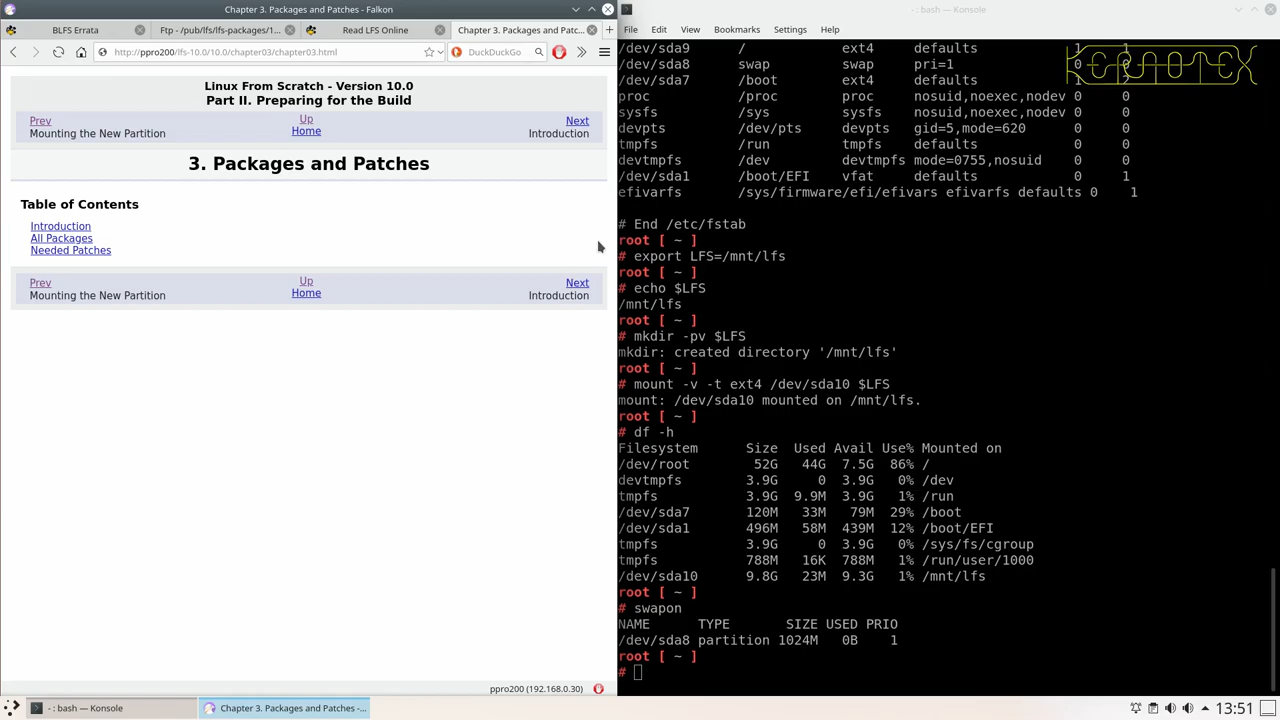 Chapter 3. Packages and Patches - Falkon
BLFS Errata
Ftp - /pub/lfs/lfs-packages/1...
Read LFS Online
Chapter 3. Packages and Patc...
http://ppro200/lfs-10.0/10.0/chapter03/chapter03.html
DuckDuckGo
Linux From Scratch - Version 10.0
Part II. Preparing for the Build
Prev Up Next
Mounting the New Partition Home Introduction
3. Packages and Patches
Table of Contents
Introduction
All Packages
Needed Patches
Prev Up Next
Mounting the New Partition Home Introduction
ppro200 (192.168.0.30)
- : bash — Konsole
File Edit View Bookmarks Settings Help
/dev/sda9 / ext4 defaults 1 1
/dev/sda8 swap swap pri=1
/dev/sda7 /boot ext4 defaults
proc /proc proc nosuid,noexec,nodev 0 0
sysfs /sys sysfs nosuid,noexec,nodev 0 0
devpts /dev/pts devpts gid=5,mode=620 0 0
tmpfs /run tmpfs defaults 0 0
devtmpfs /dev devtmpfs mode=0755,nosuid 0 0
/dev/sda1 /boot/EFI vfat defaults 0 1
efivarfs /sys/firmware/efi/efivars efivarfs defaults 0 1
# End /etc/fstab
root [ ~ ]
# export LFS=/mnt/lfs
root [ ~ ]
# echo $LFS
/mnt/lfs
root [ ~ ]
# mkdir -pv $LFS
mkdir: created directory '/mnt/lfs'
root [ ~ ]
# mount -v -t ext4 /dev/sda10 $LFS
mount: /dev/sda10 mounted on /mnt/lfs.
root [ ~ ]
# df -h
Filesystem Size Used Avail Use% Mounted on
/dev/root 52G 44G 7.5G 86% /
devtmpfs 3.9G 0 3.9G 0% /dev
tmpfs 3.9G 9.9M 3.9G 1% /run
/dev/sda7 120M 33M 79M 29% /boot
/dev/sda1 496M 58M 439M 12% /boot/EFI
tmpfs 3.9G 0 3.9G 0% /sys/fs/cgroup
tmpfs 788M 16K 788M 1% /run/user/1000
/dev/sda10 9.8G 23M 9.3G 1% /mnt/lfs
root [ ~ ]
# swapon
NAME TYPE SIZE USED PRIO
/dev/sda8 partition 1024M 0B 1
root [ ~ ]
#
- : bash — Konsole
Chapter 3. Packages and Patches -...
13:51